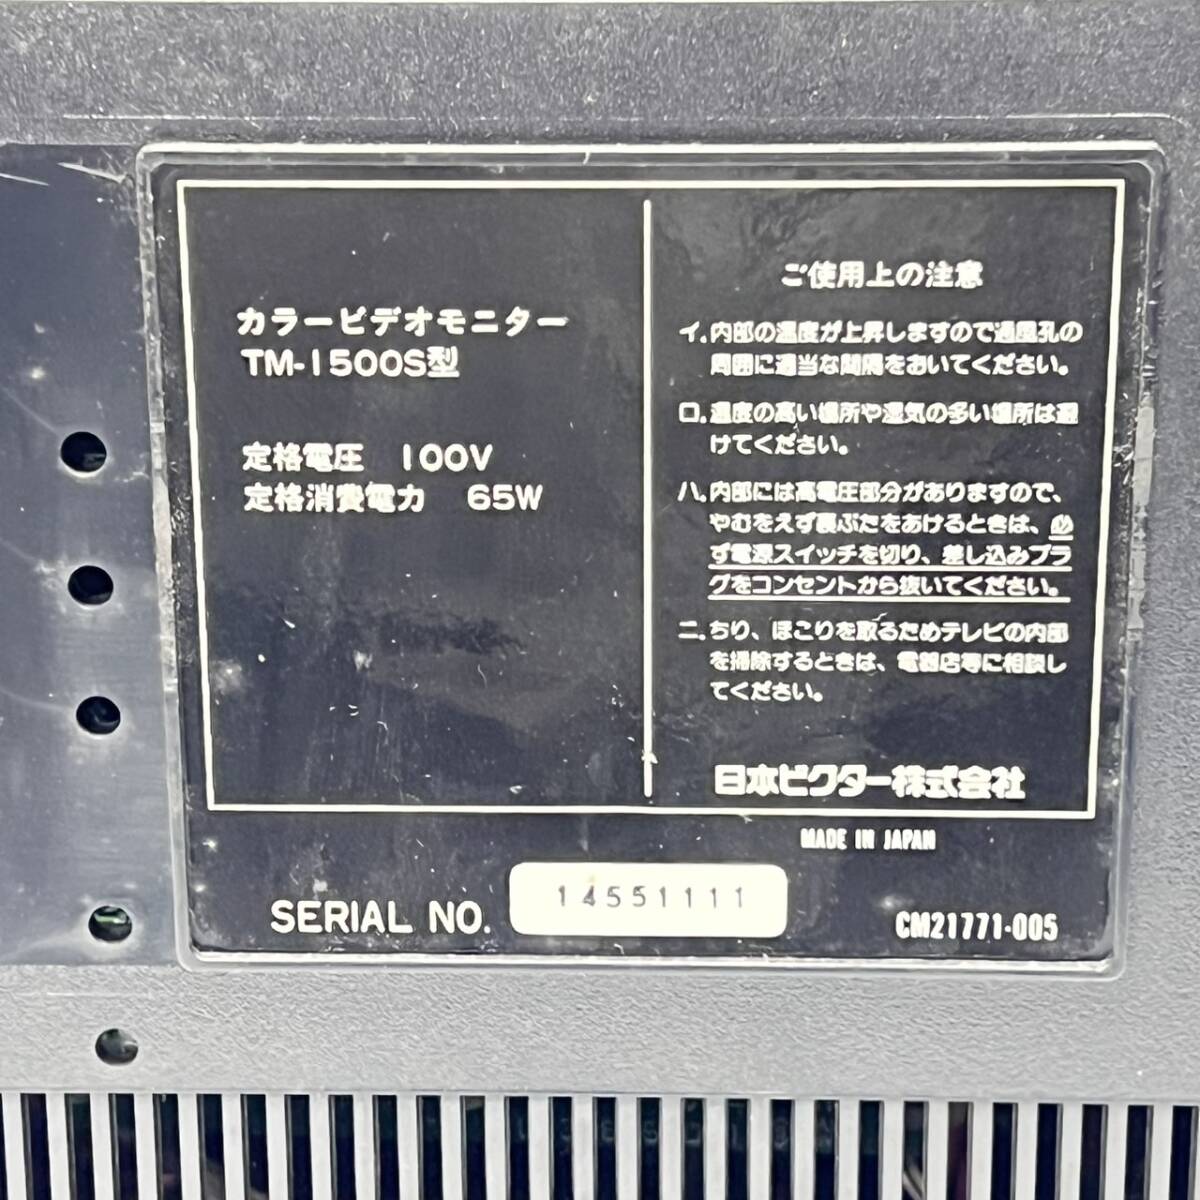 カラービデオモニター
TM-1500S型
定格電圧 100V
定格消費電力 65W
ご使用上の注意
イ.内部の温度が上昇しますので通風孔の
周囲に適当な間隔をおいてください。
ロ.温度の高い場所や湿気の多い場所は避
けてください。
ハ.内部には高電圧部分がありますので、
やむをえず裏ぶたをあけるときは、必
ず電源スイッチを切り、差し込みプラ
グをコンセントから抜いてください。
ニ.ちり、ほこりを取るためテレビの内部
を掃除するときは、電器店等に相談し
てください。
日本ビクター株式会社
MADE IN JAPAN
SERIAL NO. 14551111
CM21771-005